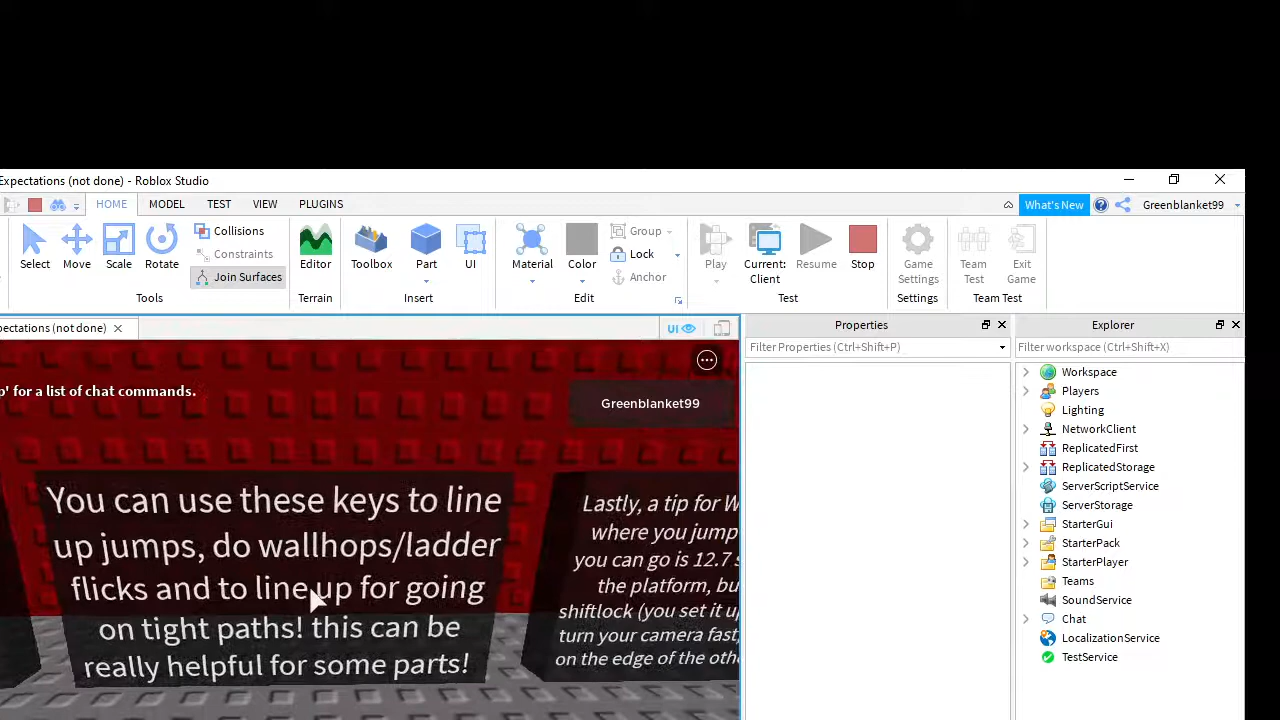 Expectations (not done) - Roblox Studio
HOME MODEL TEST VIEW PLUGINS
What's New
Greenblanket99
Select Move Scale Rotate
Collisions
Constraints
Join Surfaces
Tools
Editor
Terrain
Toolbox Part UI
Insert
Material Color
Group
Lock
Anchor
Edit
Play Current: Client Resume Stop
Test
Game Settings
Settings
Team Test Exit Game
Team Test
pectations (not done)
UI
p' for a list of chat commands.
Greenblanket99
You can use these keys to line
up jumps, do wallhops/ladder
flicks and to line up for going
on tight paths! this can be
really helpful for some parts!
Lastly, a tip for W
where you jump
you can go is 12.7 s
the platform, bu
shiftlock (you set it up
turn your camera fast,
on the edge of the oth
Properties
Filter Properties (Ctrl+Shift+P)
Explorer
Filter workspace (Ctrl+Shift+X)
Workspace
Players
Lighting
NetworkClient
ReplicatedFirst
ReplicatedStorage
ServerScriptService
ServerStorage
StarterGui
StarterPack
StarterPlayer
Teams
SoundService
Chat
LocalizationService
TestService